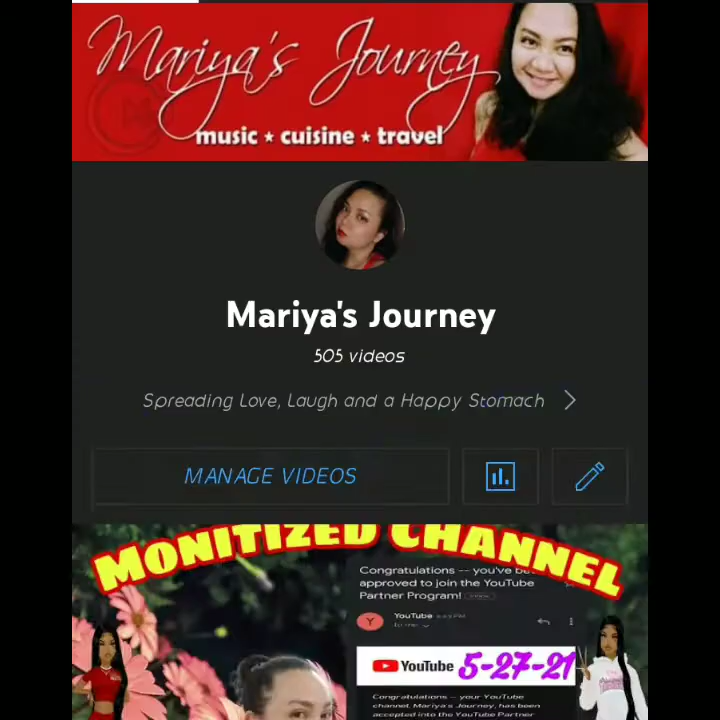 Mariya's Journey
music ★ cuisine ★ travel
Mariya's Journey
505 videos
Spreading Love, Laugh and a Happy Stomach
MANAGE VIDEOS
MONITIZED CHANNEL
Congratulations -- you've
approved to join the YouTube
Partner Program!
Y YouTube
to me
YouTube 5-27-21
Congratulations – your YouTube
channel, Mariya's Journey, has been
accepted into the YouTube Partner